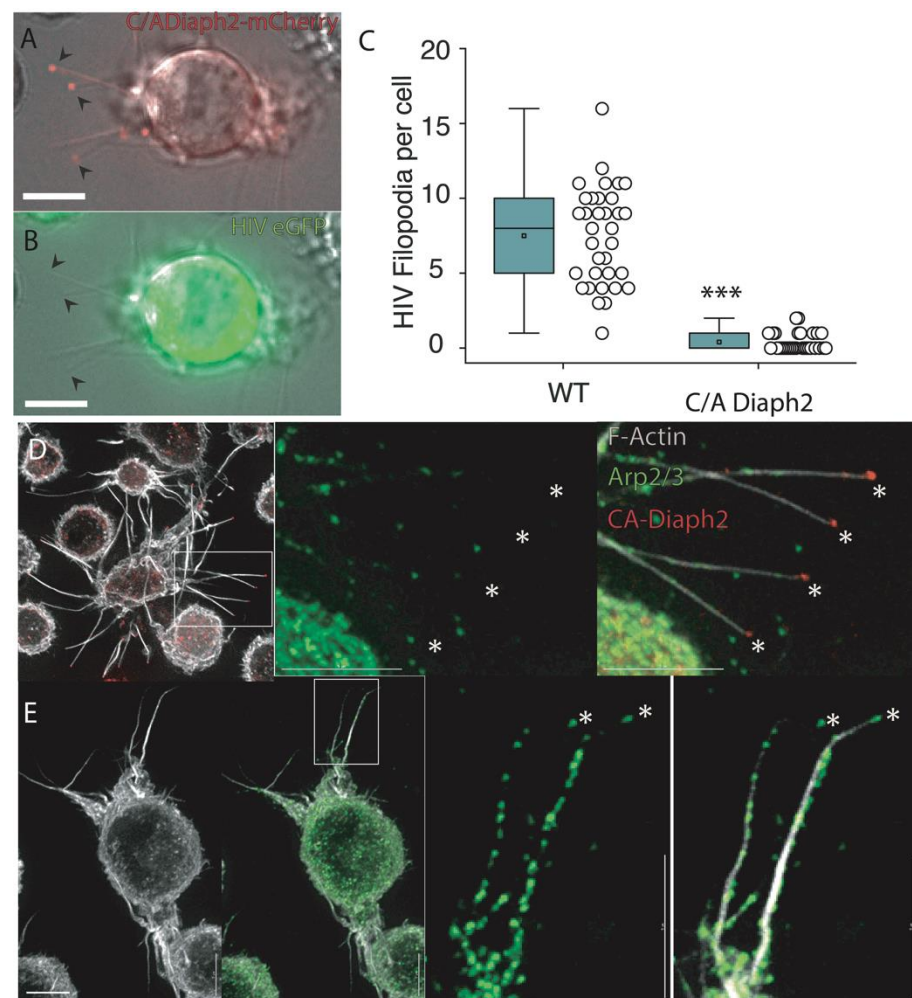 A
C/ADiaph2-mCherry
B
HIV eGFP
C
HIV Filopodia per cell
20
15
10
5
0
***
WT
C/A Diaph2
D
* * * *
F-Actin
Arp2/3
CA-Diaph2
* * * *
E
* *
* *